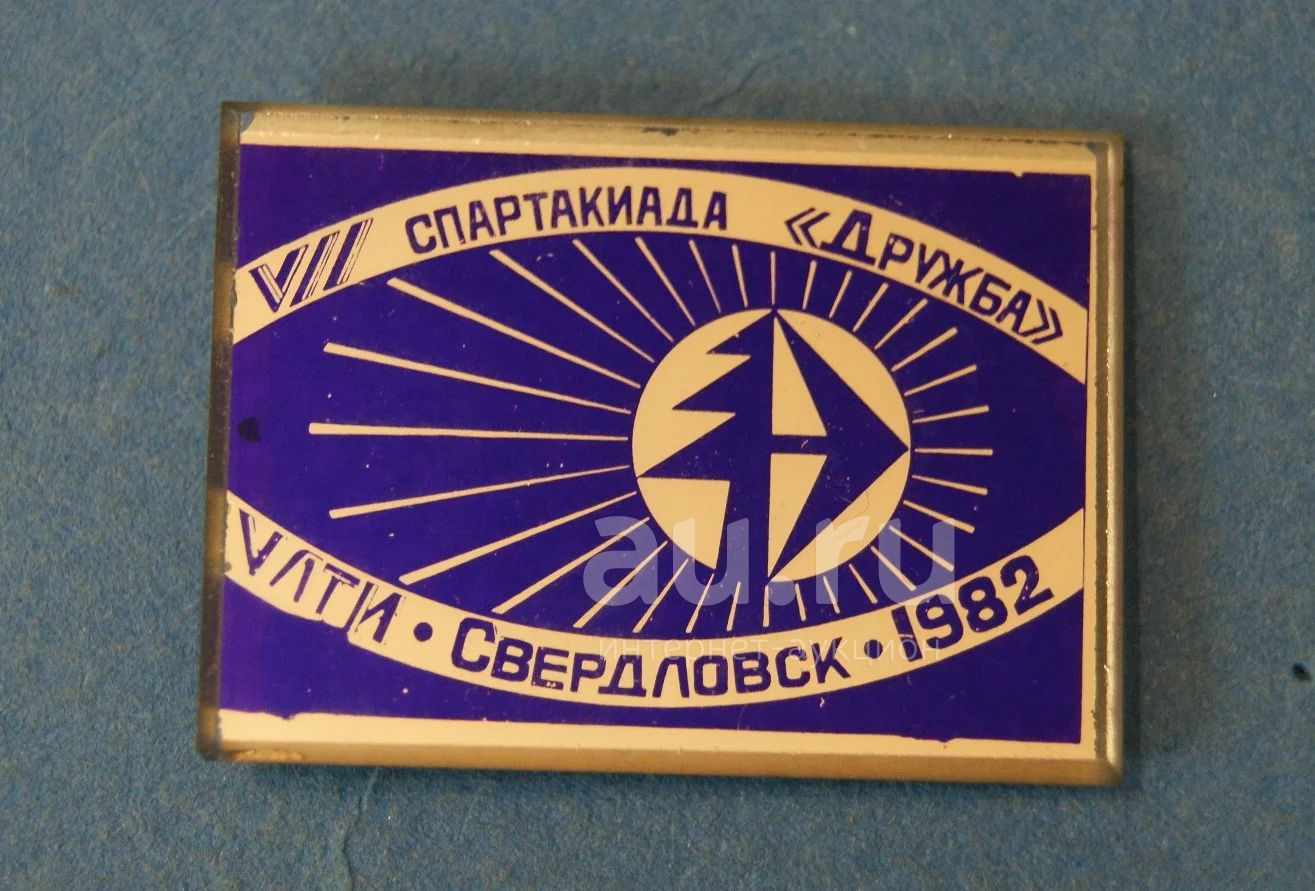 VII СПАРТАКИАДА «ДРУЖБА»
УЛТИ • СВЕРДЛОВСК • 1982
au.ru
интернет-аукцион